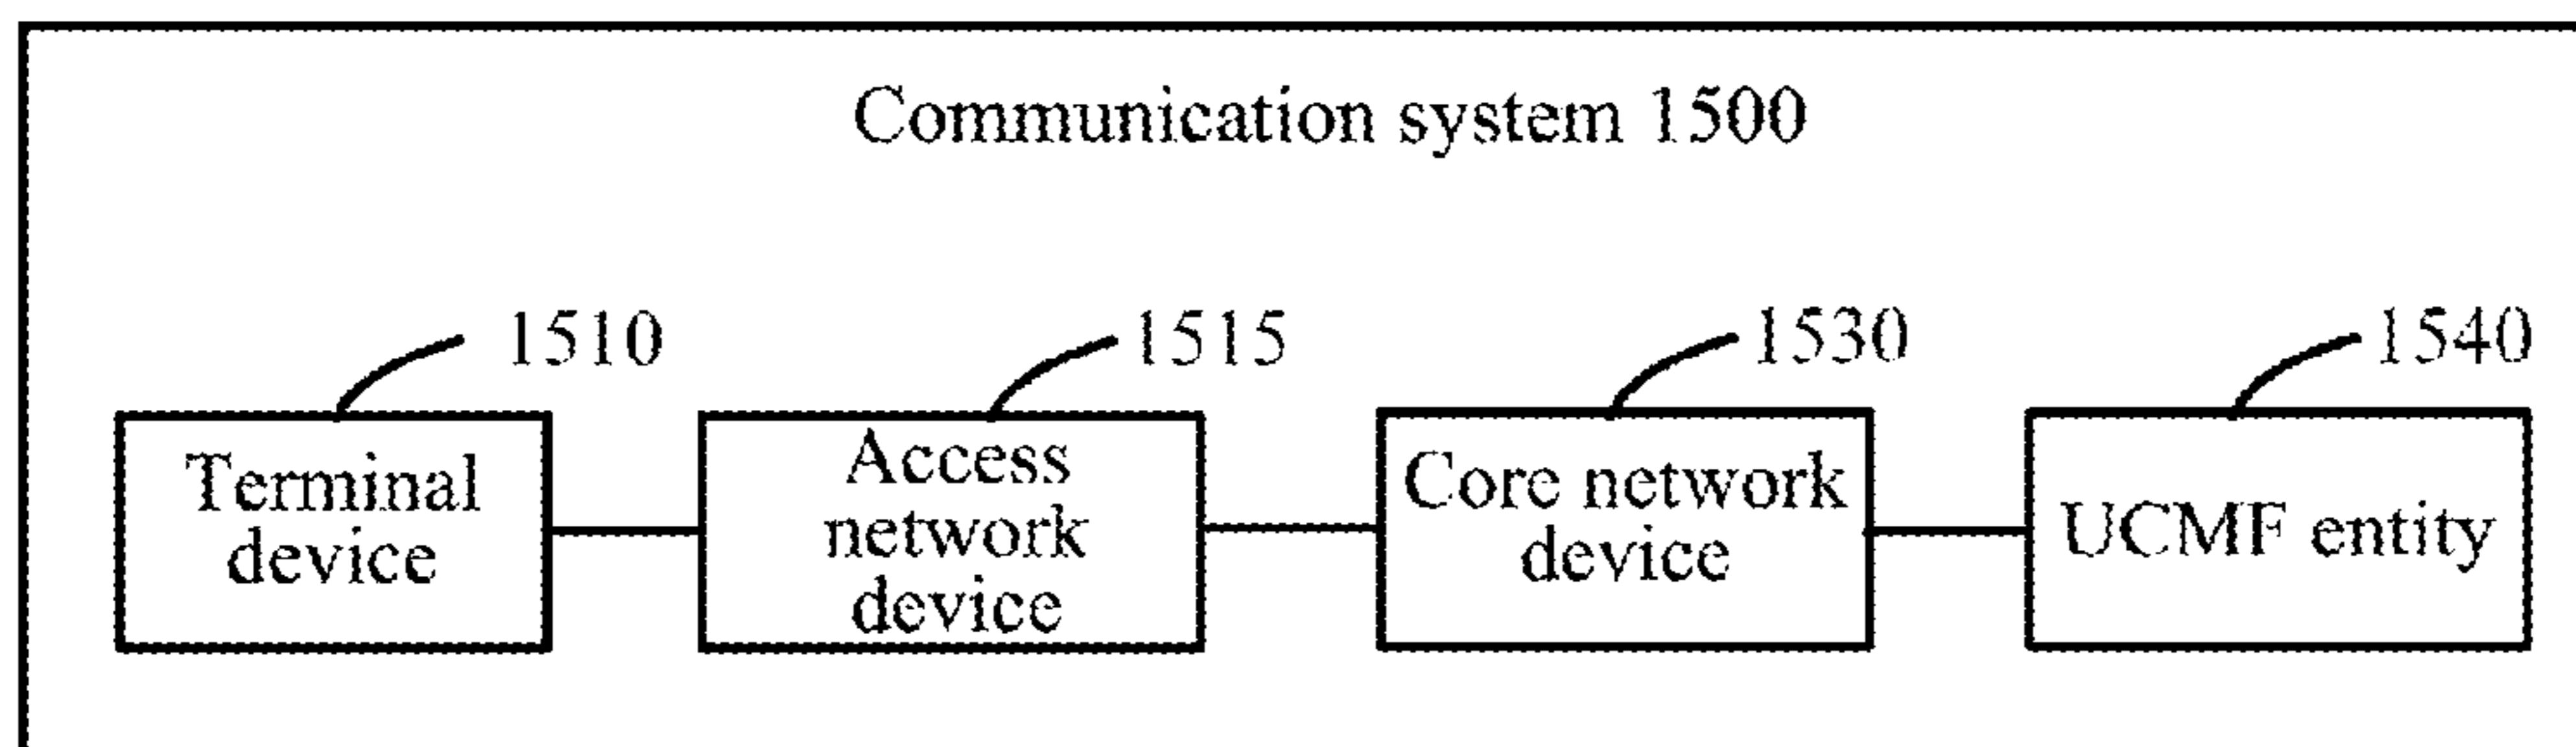 Communication system 1500
1510
1515
1530
1540
Terminal
device
Access
network
device
Core network
device
UCMF entity